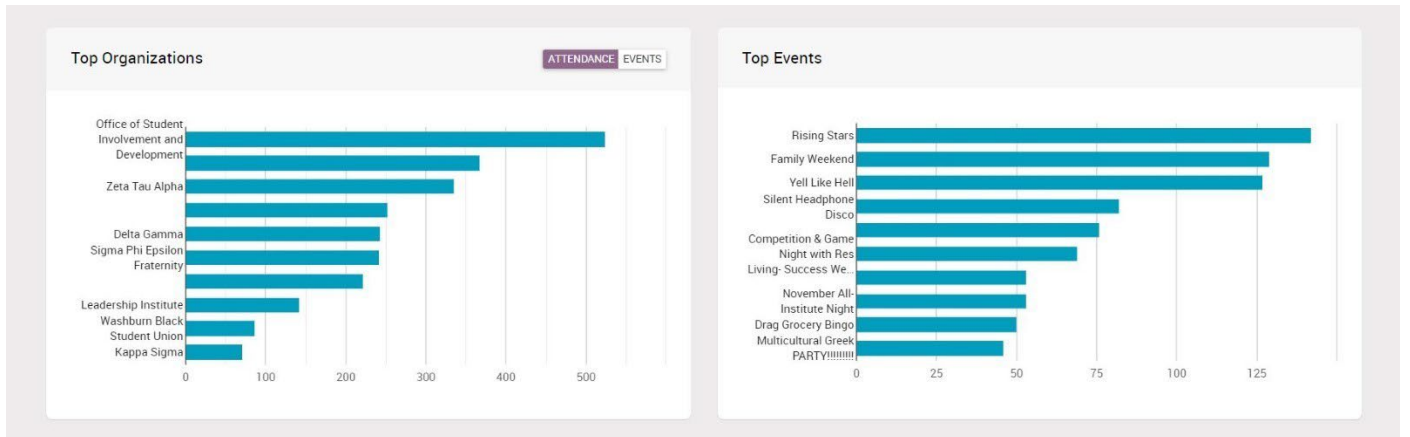 Top Organizations
ATTENDANCE EVENTS
Office of Student
Involvement and
Development
Zeta Tau Alpha
Delta Gamma
Sigma Phi Epsilon
Fraternity
Leadership Institute
Washburn Black
Student Union
Kappa Sigma
0 100 200 300 400 500
Top Events
Rising Stars
Family Weekend
Yell Like Hell
Silent Headphone
Disco
Competition & Game
Night with Res
Living- Success We...
November All-
Institute Night
Drag Grocery Bingo
Multicultural Greek
PARTY!!!!!!!!!
0 25 50 75 100 125